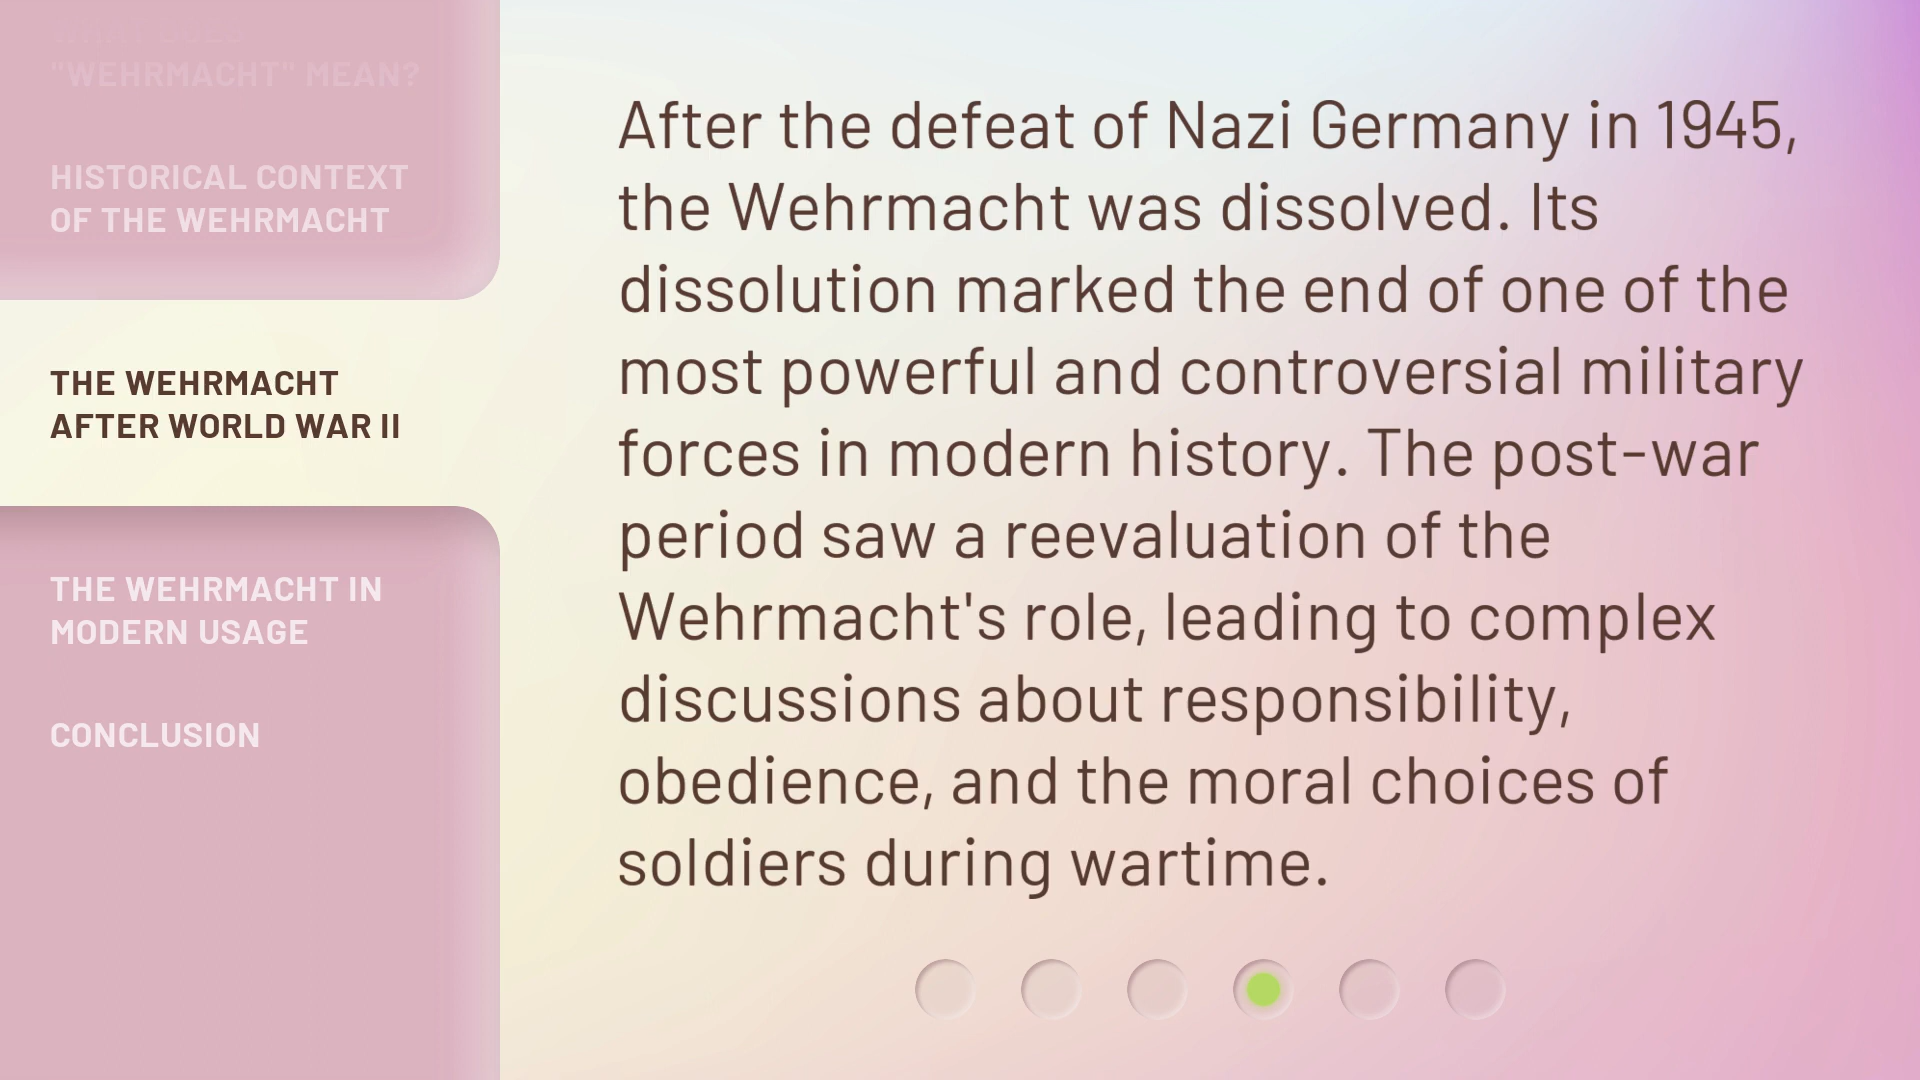 WHAT DOES
"WEHRMACHT" MEAN?
HISTORICAL CONTEXT
OF THE WEHRMACHT
THE WEHRMACHT
AFTER WORLD WAR II
THE WEHRMACHT IN
MODERN USAGE
CONCLUSION
After the defeat of Nazi Germany in 1945,
the Wehrmacht was dissolved. Its
dissolution marked the end of one of the
most powerful and controversial military
forces in modern history. The post-war
period saw a reevaluation of the
Wehrmacht's role, leading to complex
discussions about responsibility,
obedience, and the moral choices of
soldiers during wartime.